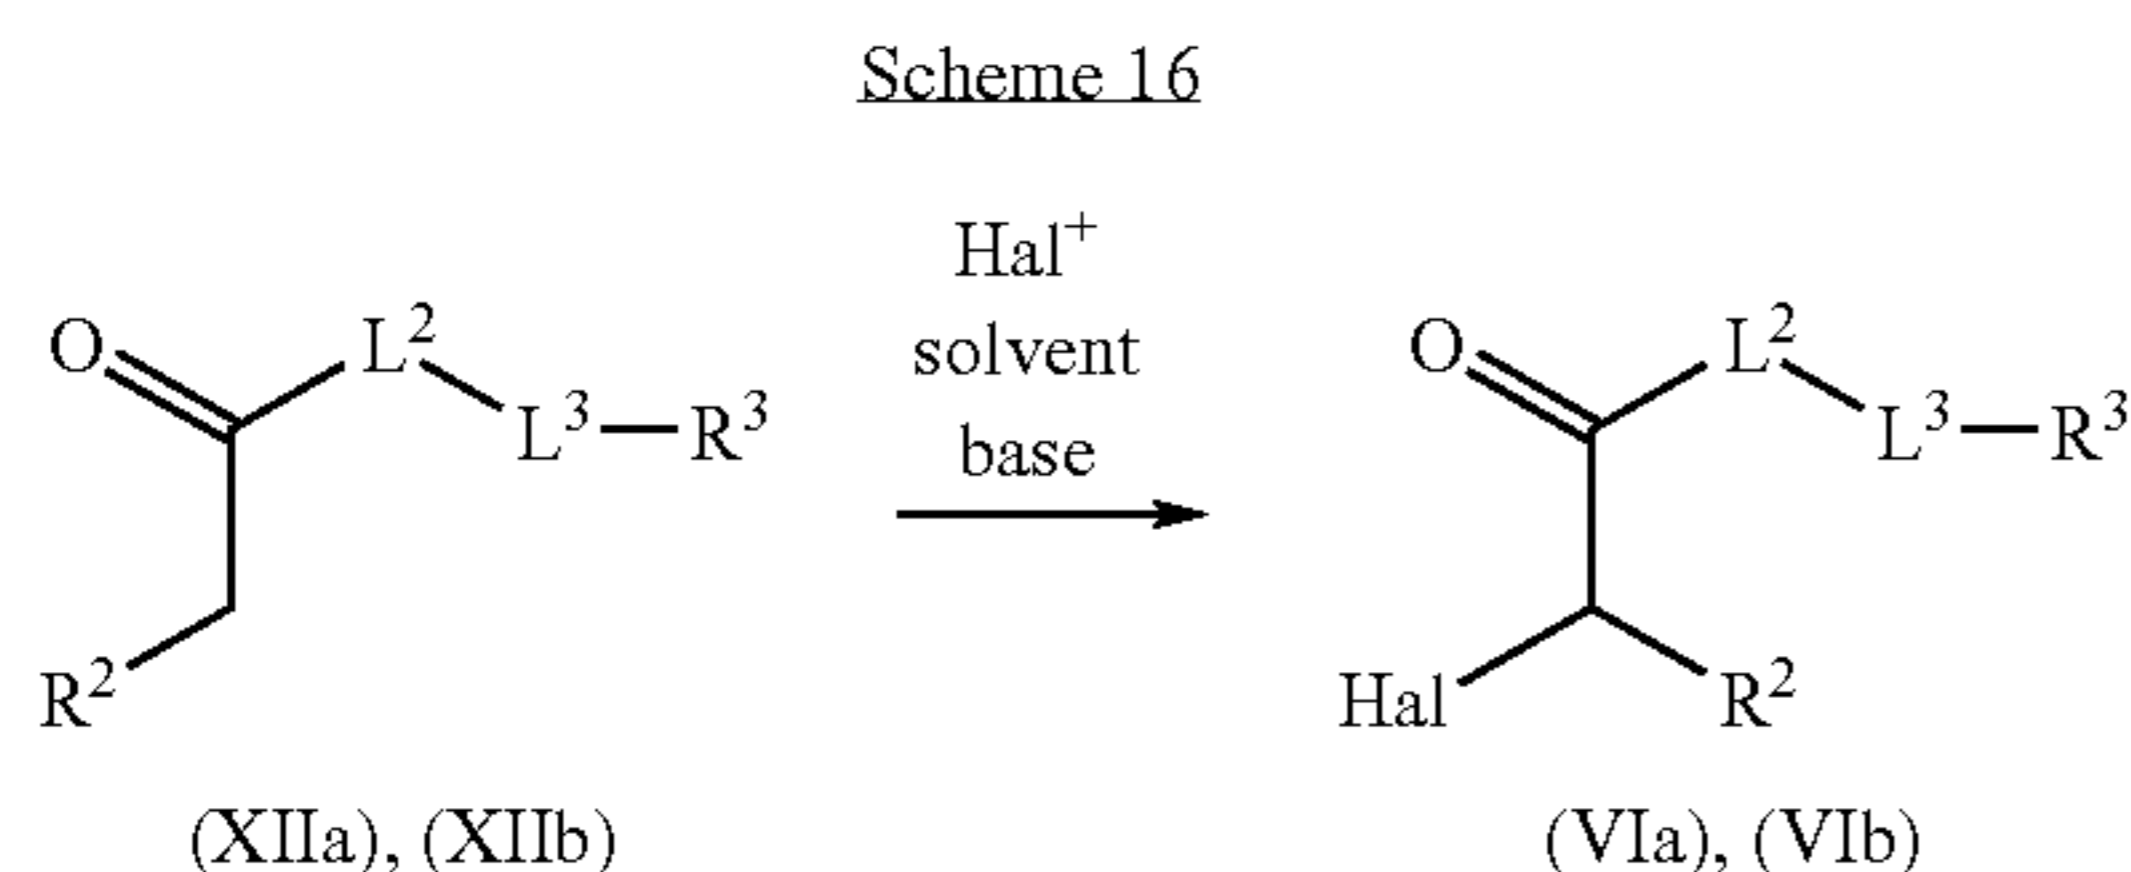 Scheme 16
Hal⁺
solvent
base
O L² L³—R³ R²
O L² L³—R³ Hal R²
(XIIa), (XIIb)
(VIa), (VIb)